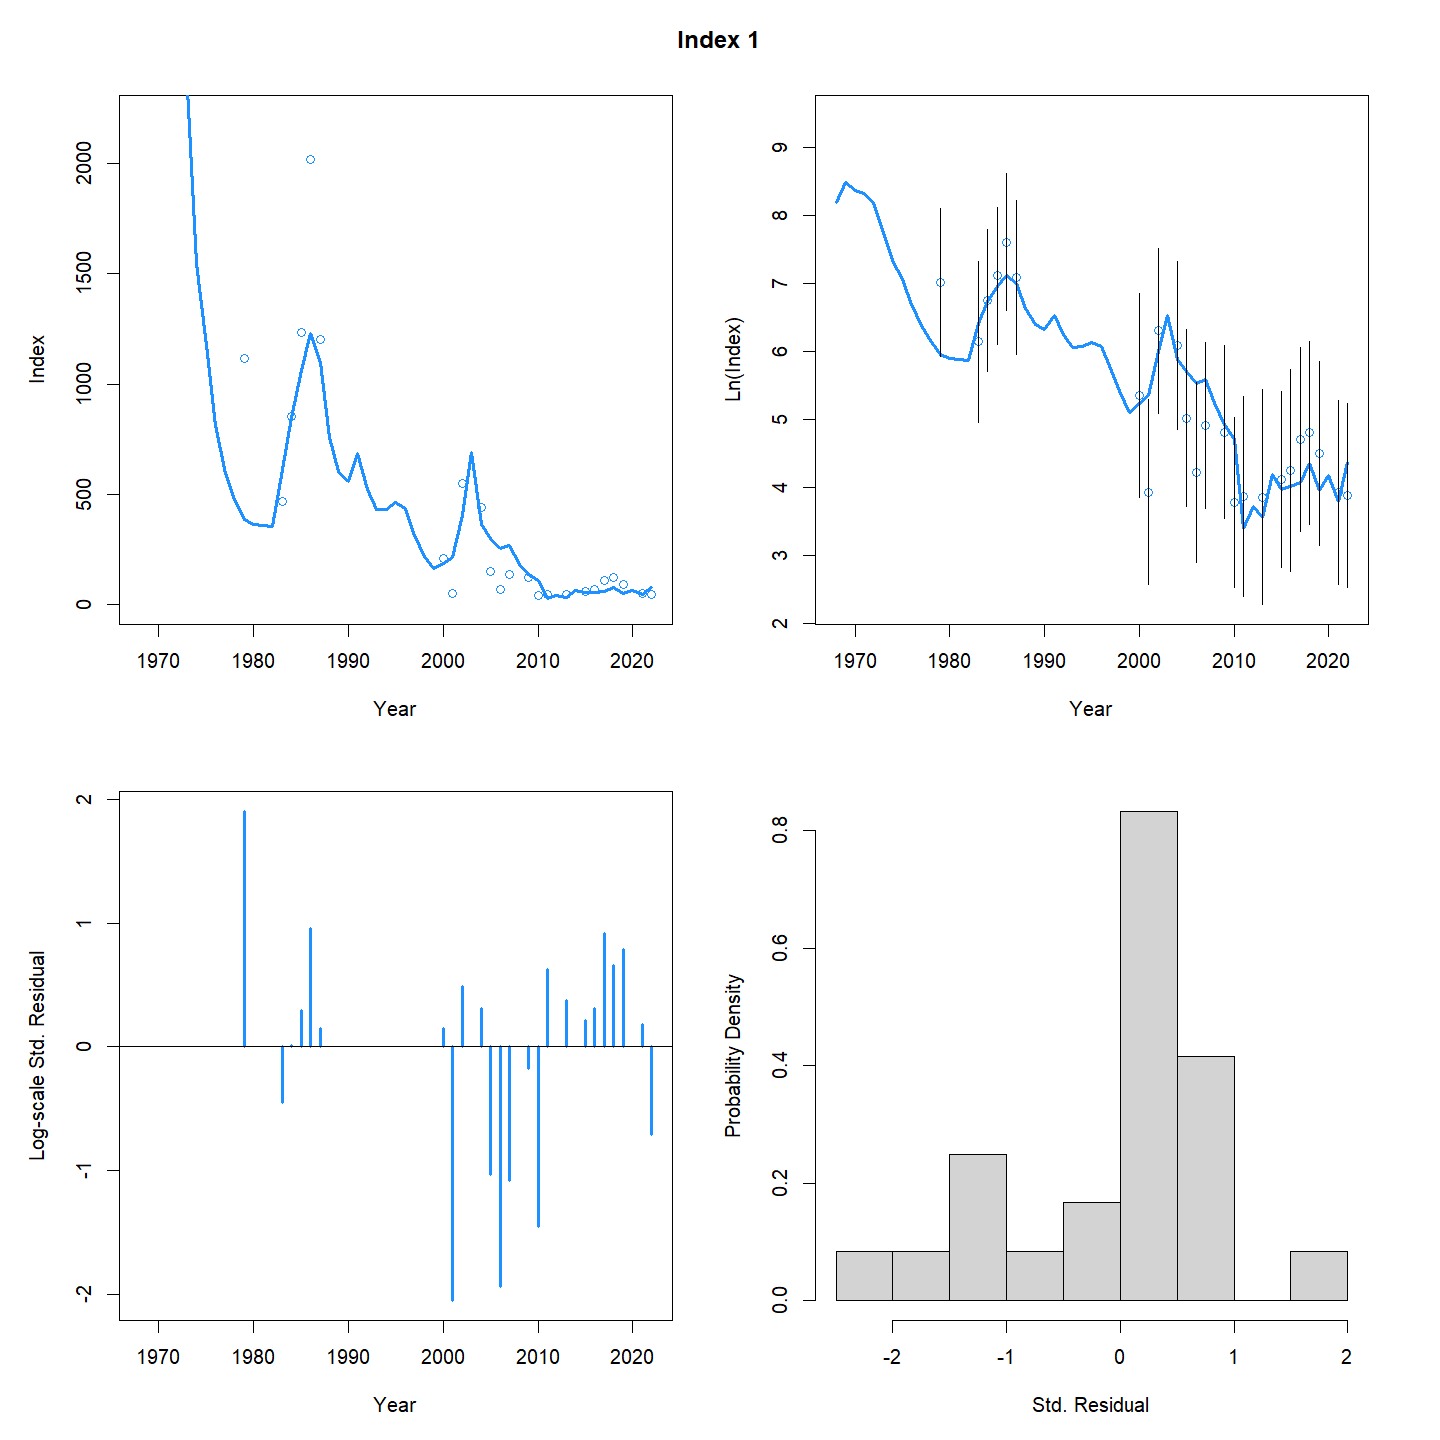 Index 1
2000
1500
1000
500
0
Index
1970 1980 1990 2000 2010 2020
Year
9
8
7
6
5
4
3
2
Ln(Index)
1970 1980 1990 2000 2010 2020
Year
2
1
0
-1
-2
Log-scale Std. Residual
1970 1980 1990 2000 2010 2020
Year
0.8
0.6
0.4
0.2
0.0
Probability Density
-2 -1 0 1 2
Std. Residual